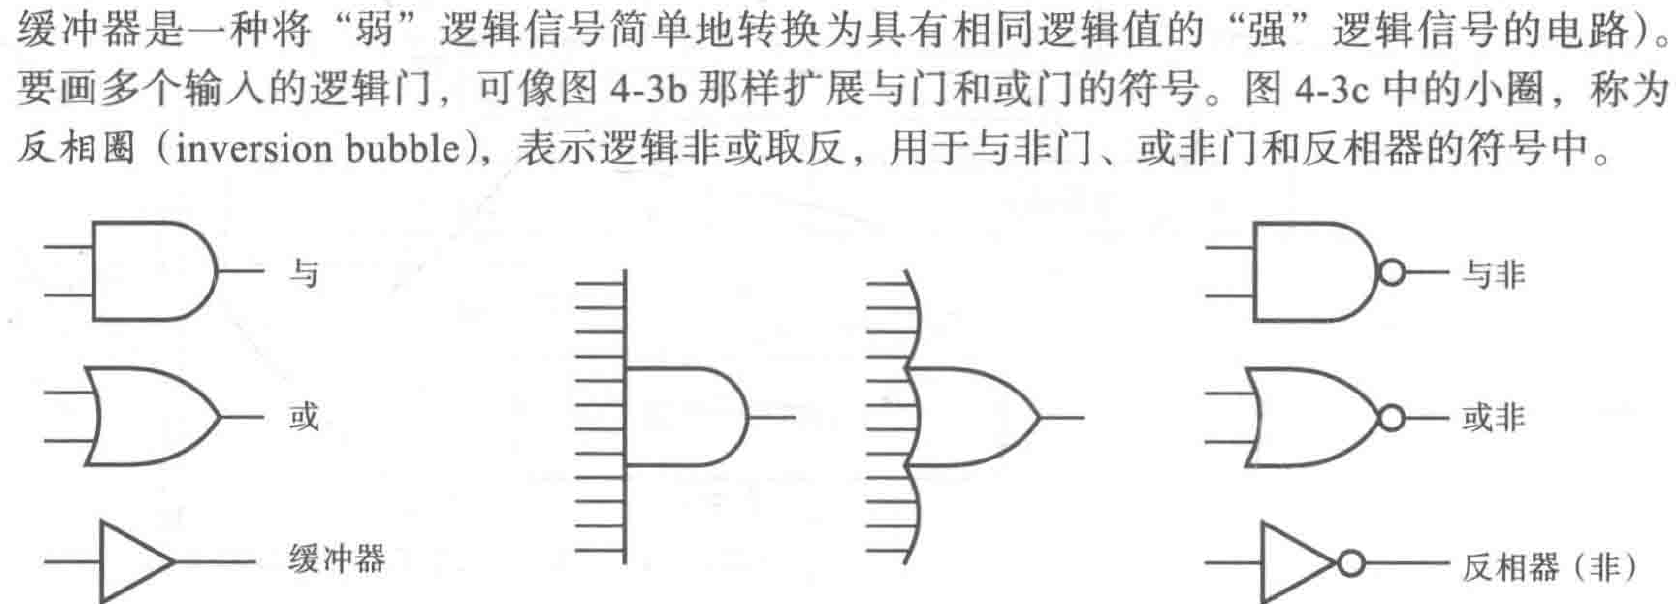 缓冲器是一种将“弱”逻辑信号简单地转换为具有相同逻辑值的“强”逻辑信号的电路)。
要画多个输入的逻辑门，可像图 4-3b 那样扩展与门和或门的符号。图 4-3c 中的小圈，称为
反相圈（inversion bubble），表示逻辑非或取反，用于与非门、或非门和反相器的符号中。
与
与非
或
或非
缓冲器
反相器（非）